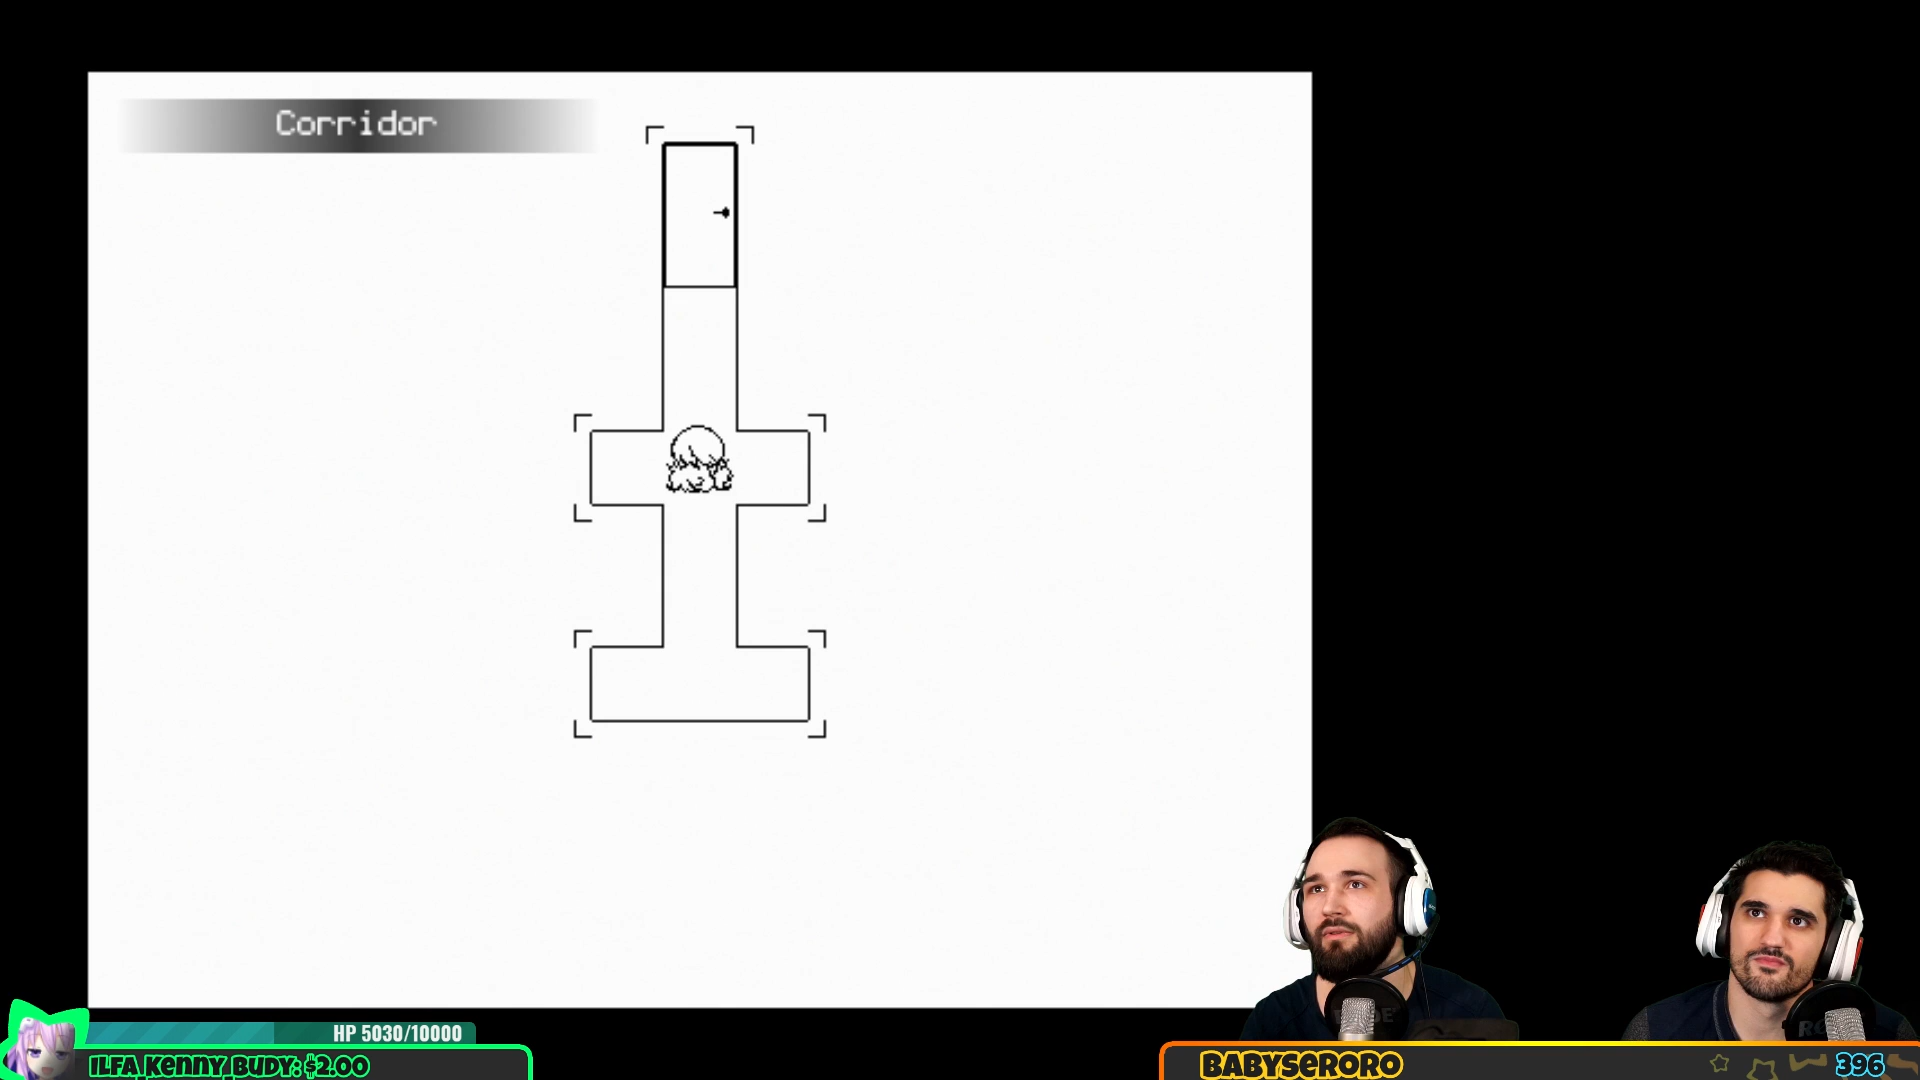 Corridor
HP 5030/10000
ILFA KENNY BUDY: $2.00
BABYSERORO
396